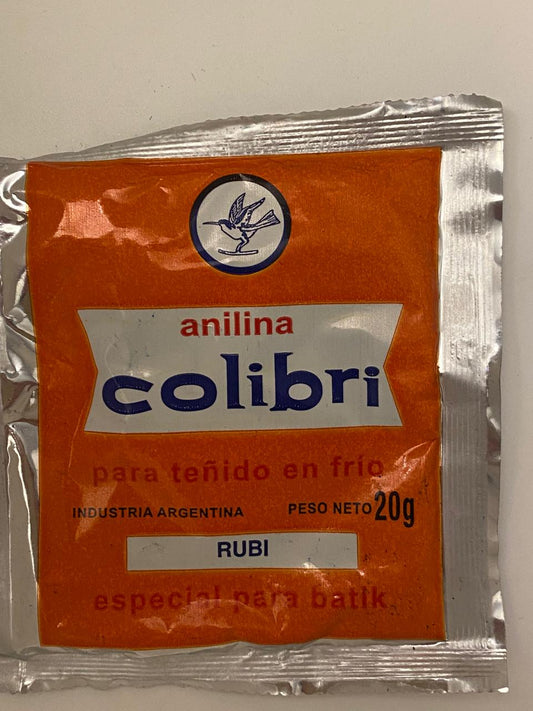 anilina
colibri
para teñido en frío
INDUSTRIA ARGENTINA PESO NETO 20g
RUBI
especial para batik